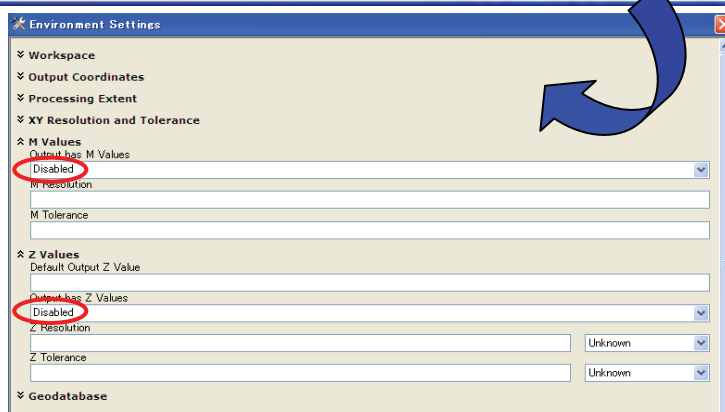 Environment Settings
Workspace
Output Coordinates
Processing Extent
XY Resolution and Tolerance
M Values
Output has M Values
Disabled
M Resolution
M Tolerance
Z Values
Default Output Z Value
Output has Z Values
Disabled
Z Resolution
Unknown
Z Tolerance
Unknown
Geodatabase